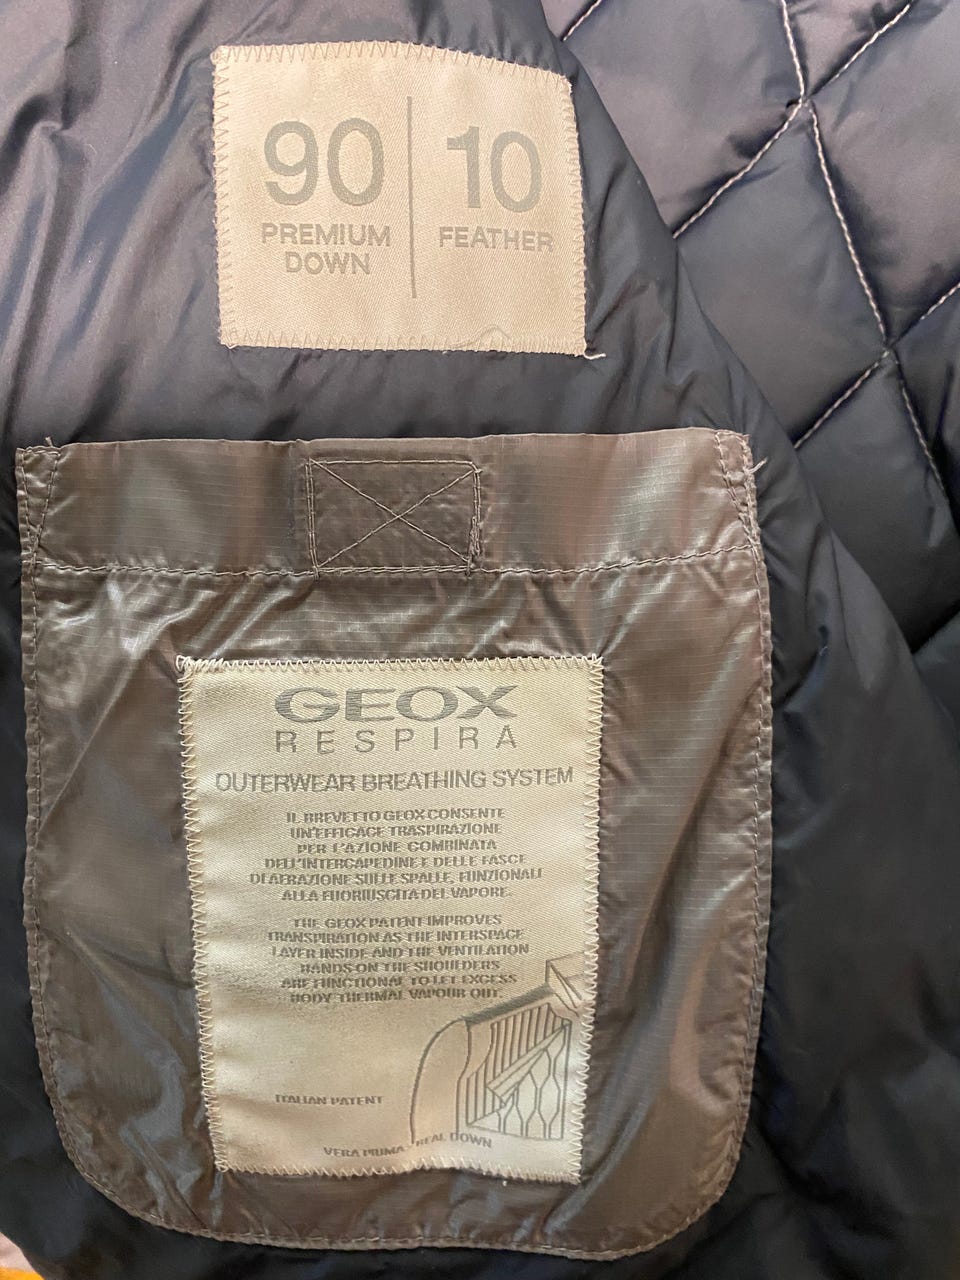 90 10
PREMIUM DOWN FEATHER
GEOX
RESPIRA
OUTERWEAR BREATHING SYSTEM
IL BREVETTO GEOX CONSENTE
UN'EFFICACE TRASPIRAZIONE
PER L'AZIONE COMBINATA
DELL'INTERCAPEDINE E DELLE FASCE
DI AERAZIONE SULLE SPALLE, FUNZIONALI
ALLA FUORIUSCITA DEL VAPORE.
THE GEOX PATENT IMPROVES
TRANSPIRATION AS THE INTERSPACE
LAYER INSIDE AND THE VENTILATION
BANDS ON THE SHOULDERS
ARE FUNCTIONAL TO LET EXCESS
BODY THERMAL VAPOUR OUT.
ITALIAN PATENT
VERA PIUMA / REAL DOWN